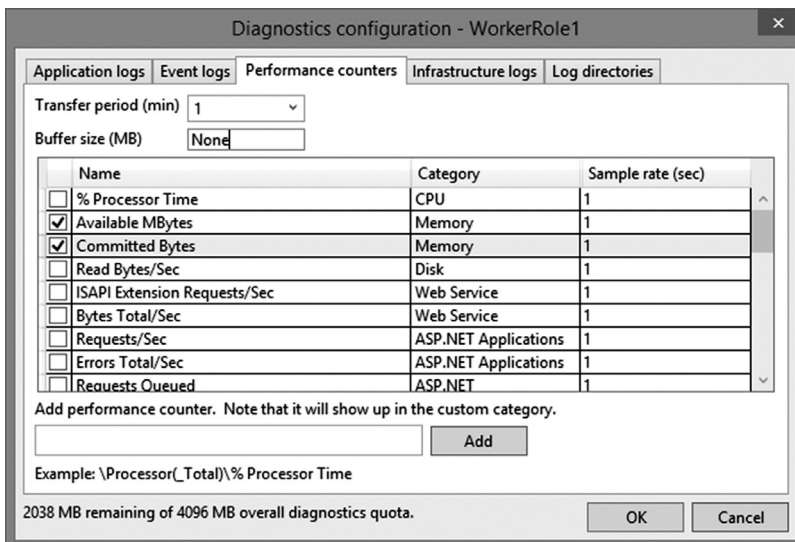 Diagnostics configuration - WorkerRole1
Application logs Event logs Performance counters Infrastructure logs Log directories
Transfer period (min) 1
Buffer size (MB) None
Name Category Sample rate (sec)
% Processor Time CPU 1
Available MBytes Memory 1
Committed Bytes Memory 1
Read Bytes/Sec Disk 1
ISAPI Extension Requests/Sec Web Service 1
Bytes Total/Sec Web Service 1
Requests/Sec ASP.NET Applications 1
Errors Total/Sec ASP.NET Applications 1
Requests Queued ASP.NET 1
Add performance counter. Note that it will show up in the custom category.
Add
Example: \Processor(_Total)\% Processor Time
2038 MB remaining of 4096 MB overall diagnostics quota.
OK Cancel